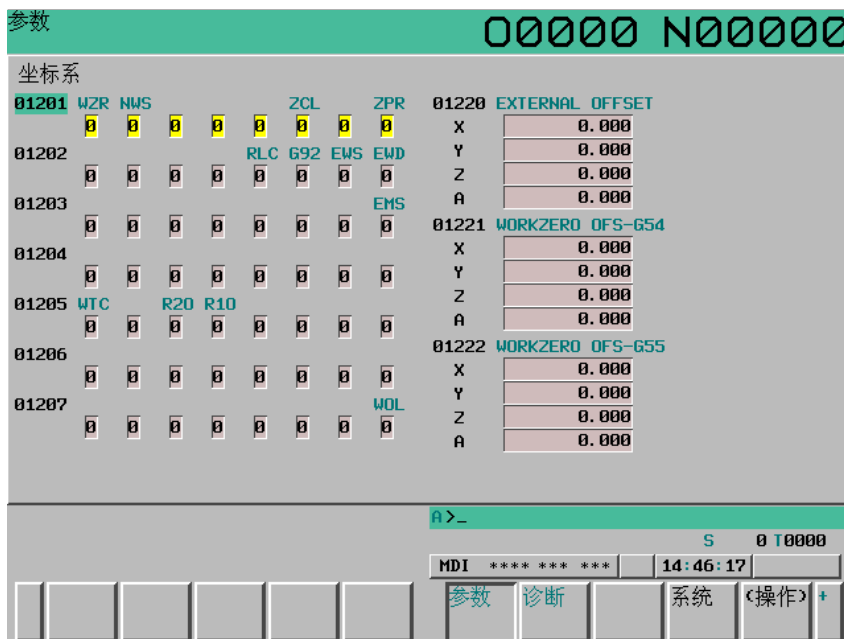 参数 O0000 N00000
坐标系
01201 WZR NWS ZCL ZPR
0 0 0 0 0 0 0 0
01202 RLC G92 EWS EWD
0 0 0 0 0 0 0 0
01203 EMS
0 0 0 0 0 0 0 0
01204
0 0 0 0 0 0 0 0
01205 WTC R2O R1O
0 0 0 0 0 0 0 0
01206
0 0 0 0 0 0 0 0
01207 WOL
0 0 0 0 0 0 0 0
01220 EXTERNAL OFFSET
X 0.000
Y 0.000
Z 0.000
A 0.000
01221 WORKZERO OFS-G54
X 0.000
Y 0.000
Z 0.000
A 0.000
01222 WORKZERO OFS-G55
X 0.000
Y 0.000
Z 0.000
A 0.000
A>_
S 0 T0000
MDI **** *** *** 14:46:17
参数 诊断 系统 (操作) +